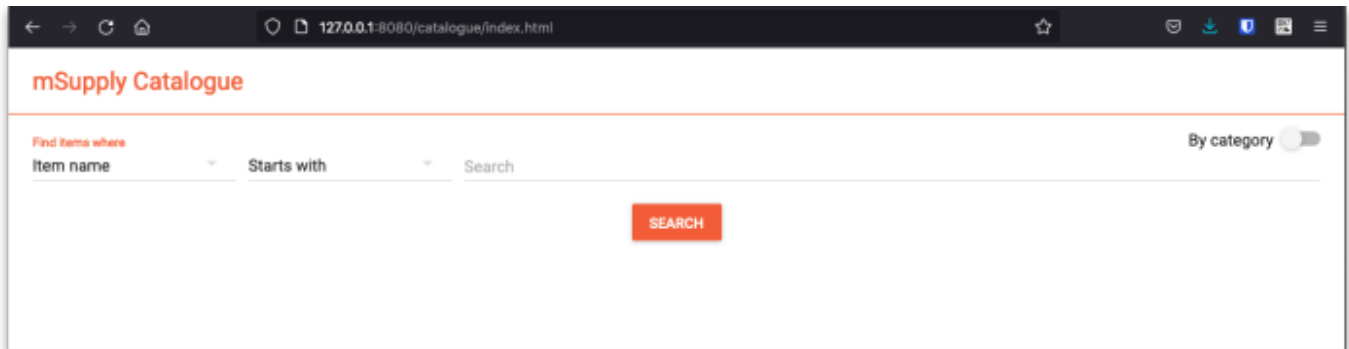 127.0.0.1:8080/catalogue/index.html
mSupply Catalogue
Find items where
By category
Item name
Starts with
Search
SEARCH